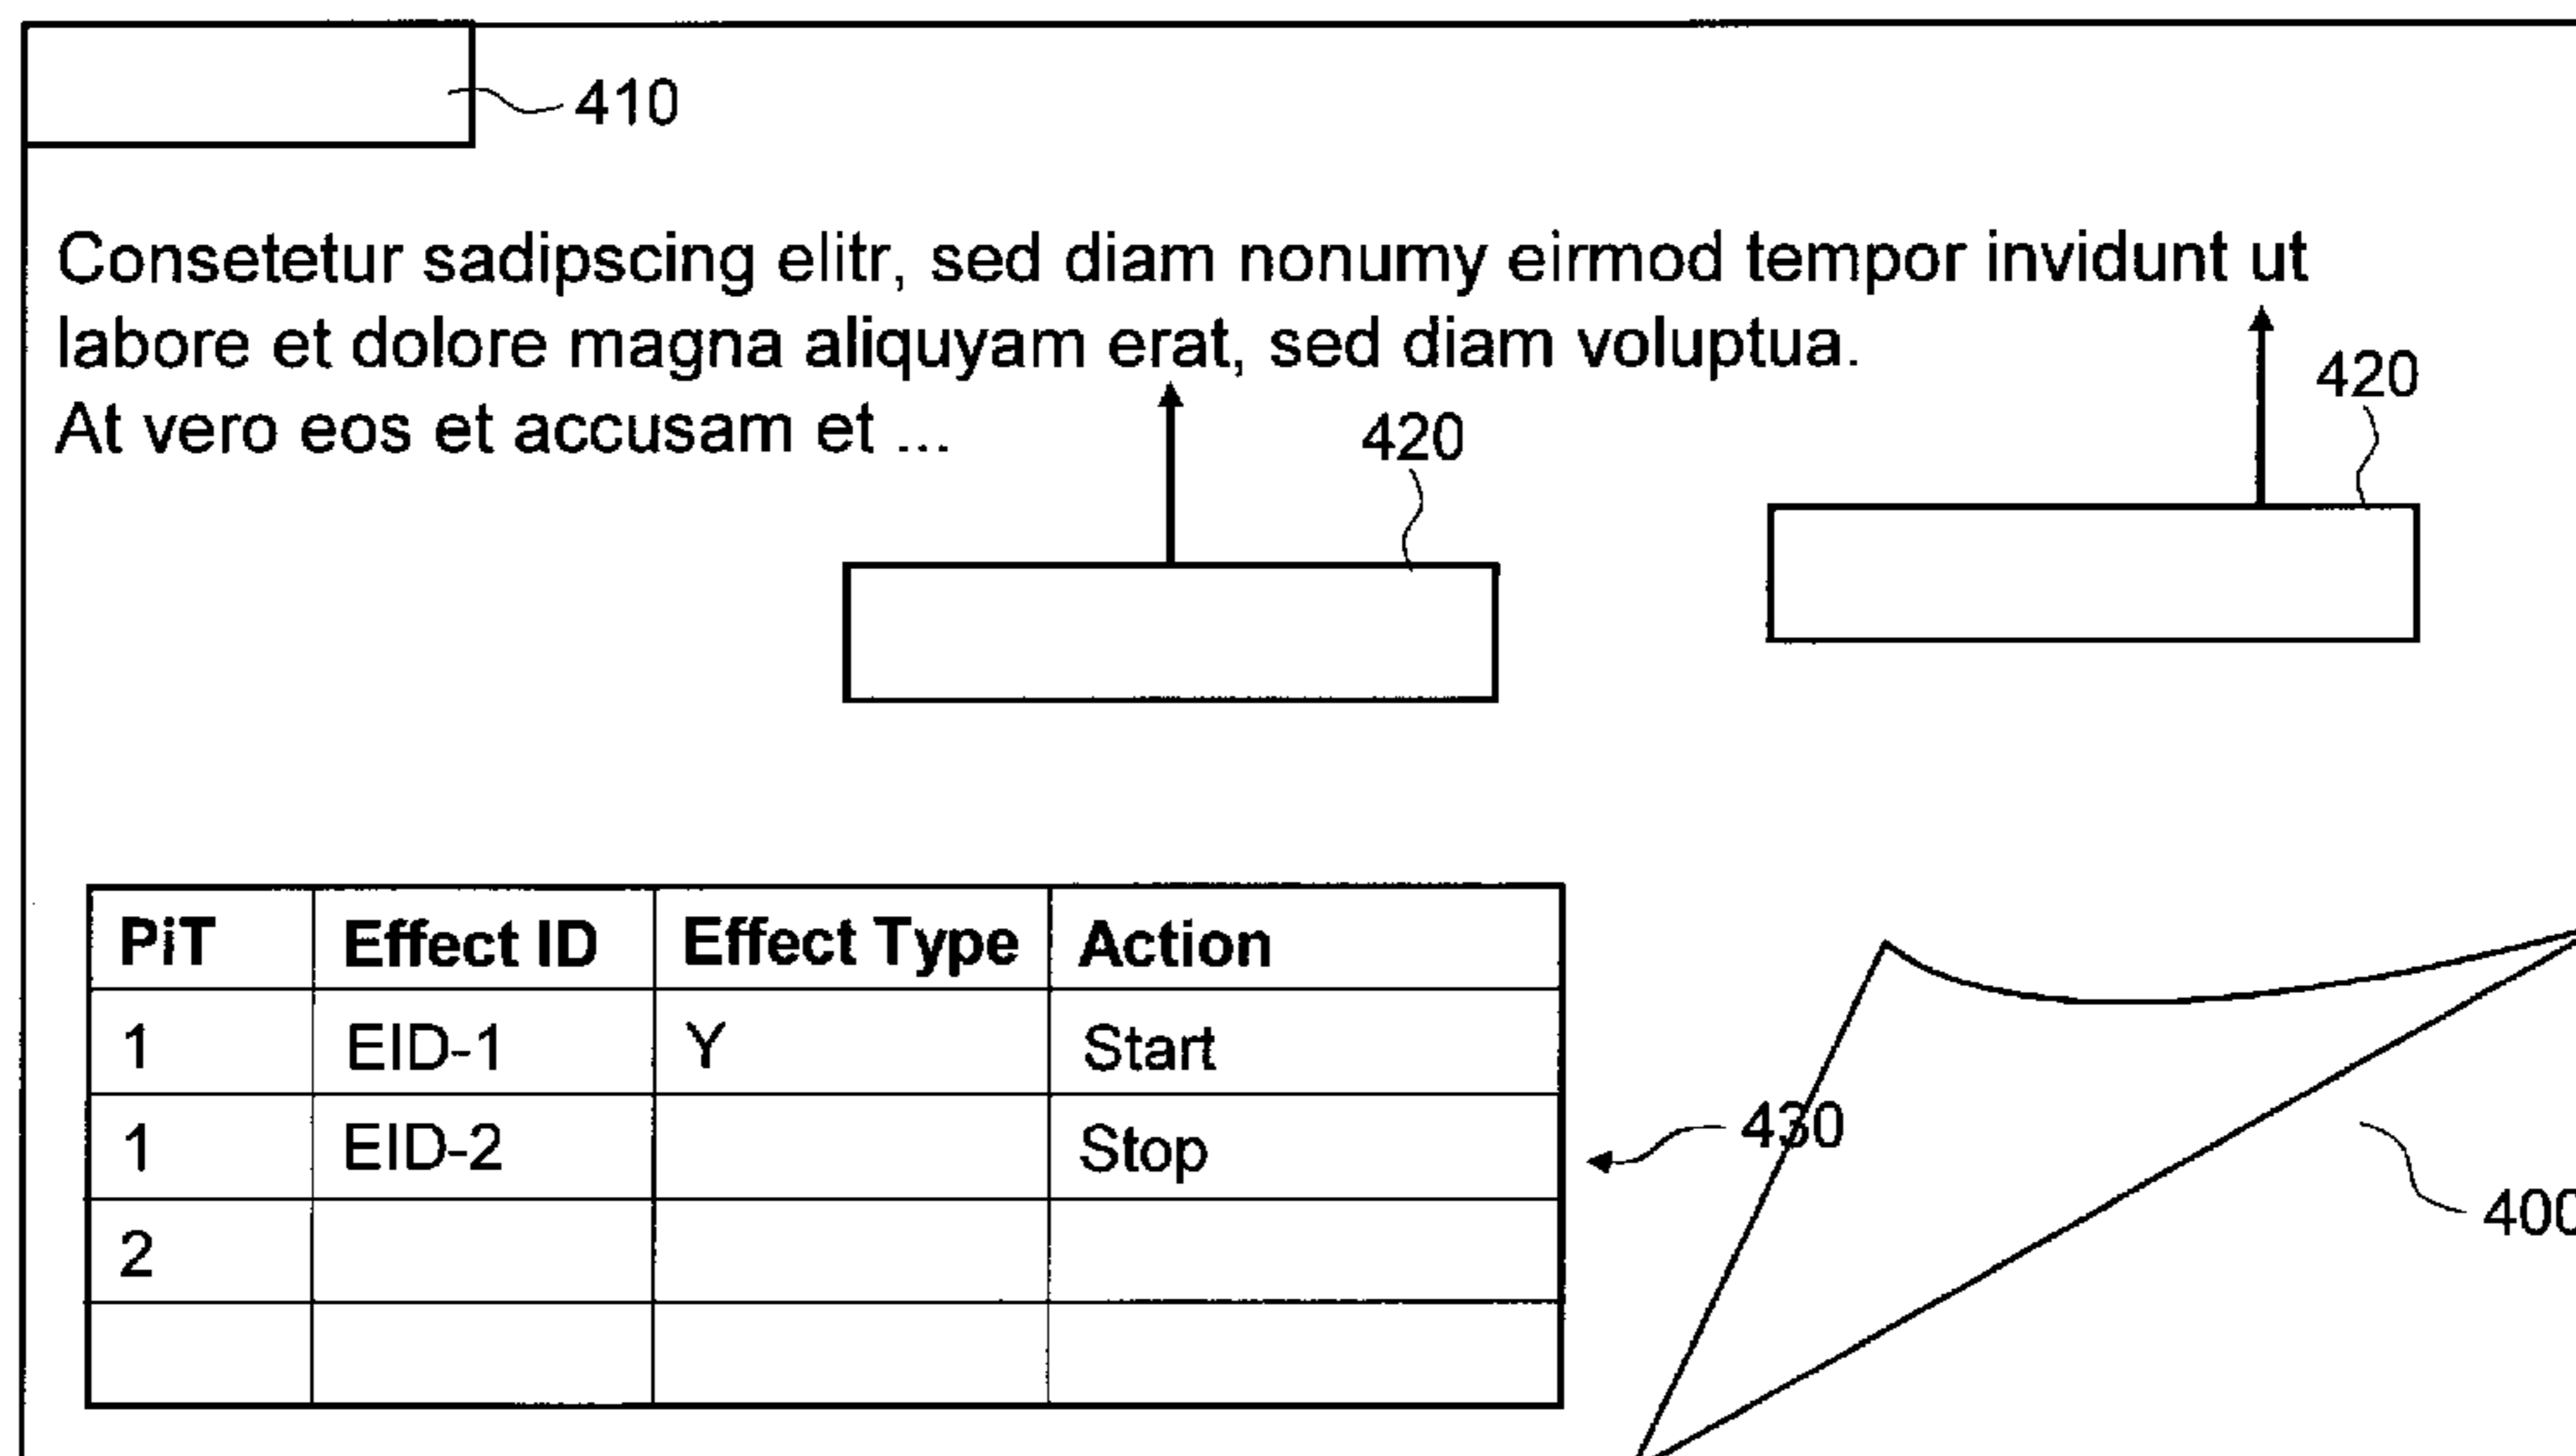 410
Consetetur sadipscing elitr, sed diam nonumy eirmod tempor invidunt ut
labore et dolore magna aliquyam erat, sed diam voluptua.
At vero eos et accusam et ...
420
420
PiT Effect ID Effect Type Action
1 EID-1 Y Start
1 EID-2 Stop
2
430
400